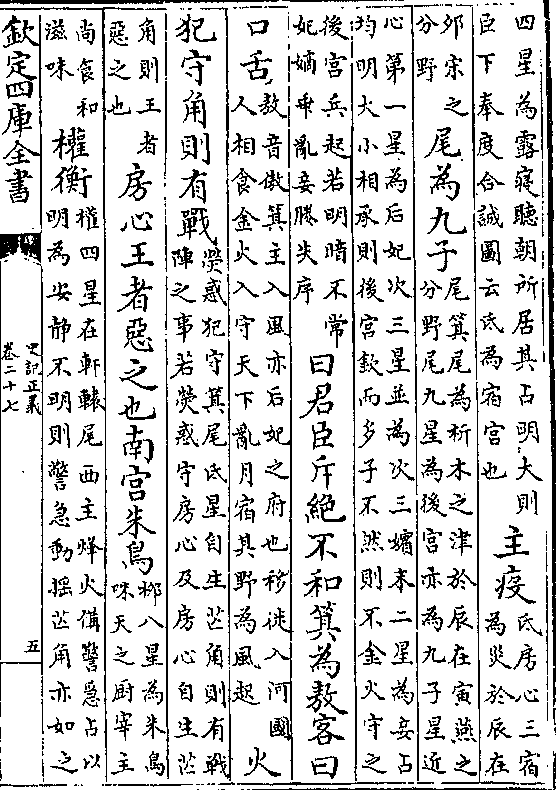 四星為露寢聽朝所居其占明大則
臣下奉度合誠圖云氐為宿宮也
主疫
氐房心三宿
為炎於辰在
夘宋之
分野
尾為九子
尾箕尾為析木之津於辰在寅燕之
分野尾九星為後宮亦為九子星近
心第一星為后妃次三星並為次三嬪末二星為妾占
均明大小相承則後宮敘而多子不然則不金火守之
後宮兵起若明暗不常
妃嫡乖亂妾媵失序
曰君臣斥絶不和箕為敖客曰
口舌
敖音傲箕主入風亦后妃之府也移徙入河國
人相食金火入守天下亂月宿其野為風起
火
犯守角則有戰
熒惑犯守箕尾氐星自生芒角則有戰
陣之事若熒惑守房心及房心自生芒
角則王者
惡之也
房心王者惡之也南宫朱鳥
柳八星為朱鳥
咮天之厨宰主
尚食和
滋味
權衡
權四星在軒轅尾西主烽火備警急占以
明為安静不明則警急動揺芒角亦如之
欽定四庫全書
史記正義
卷二十七
五